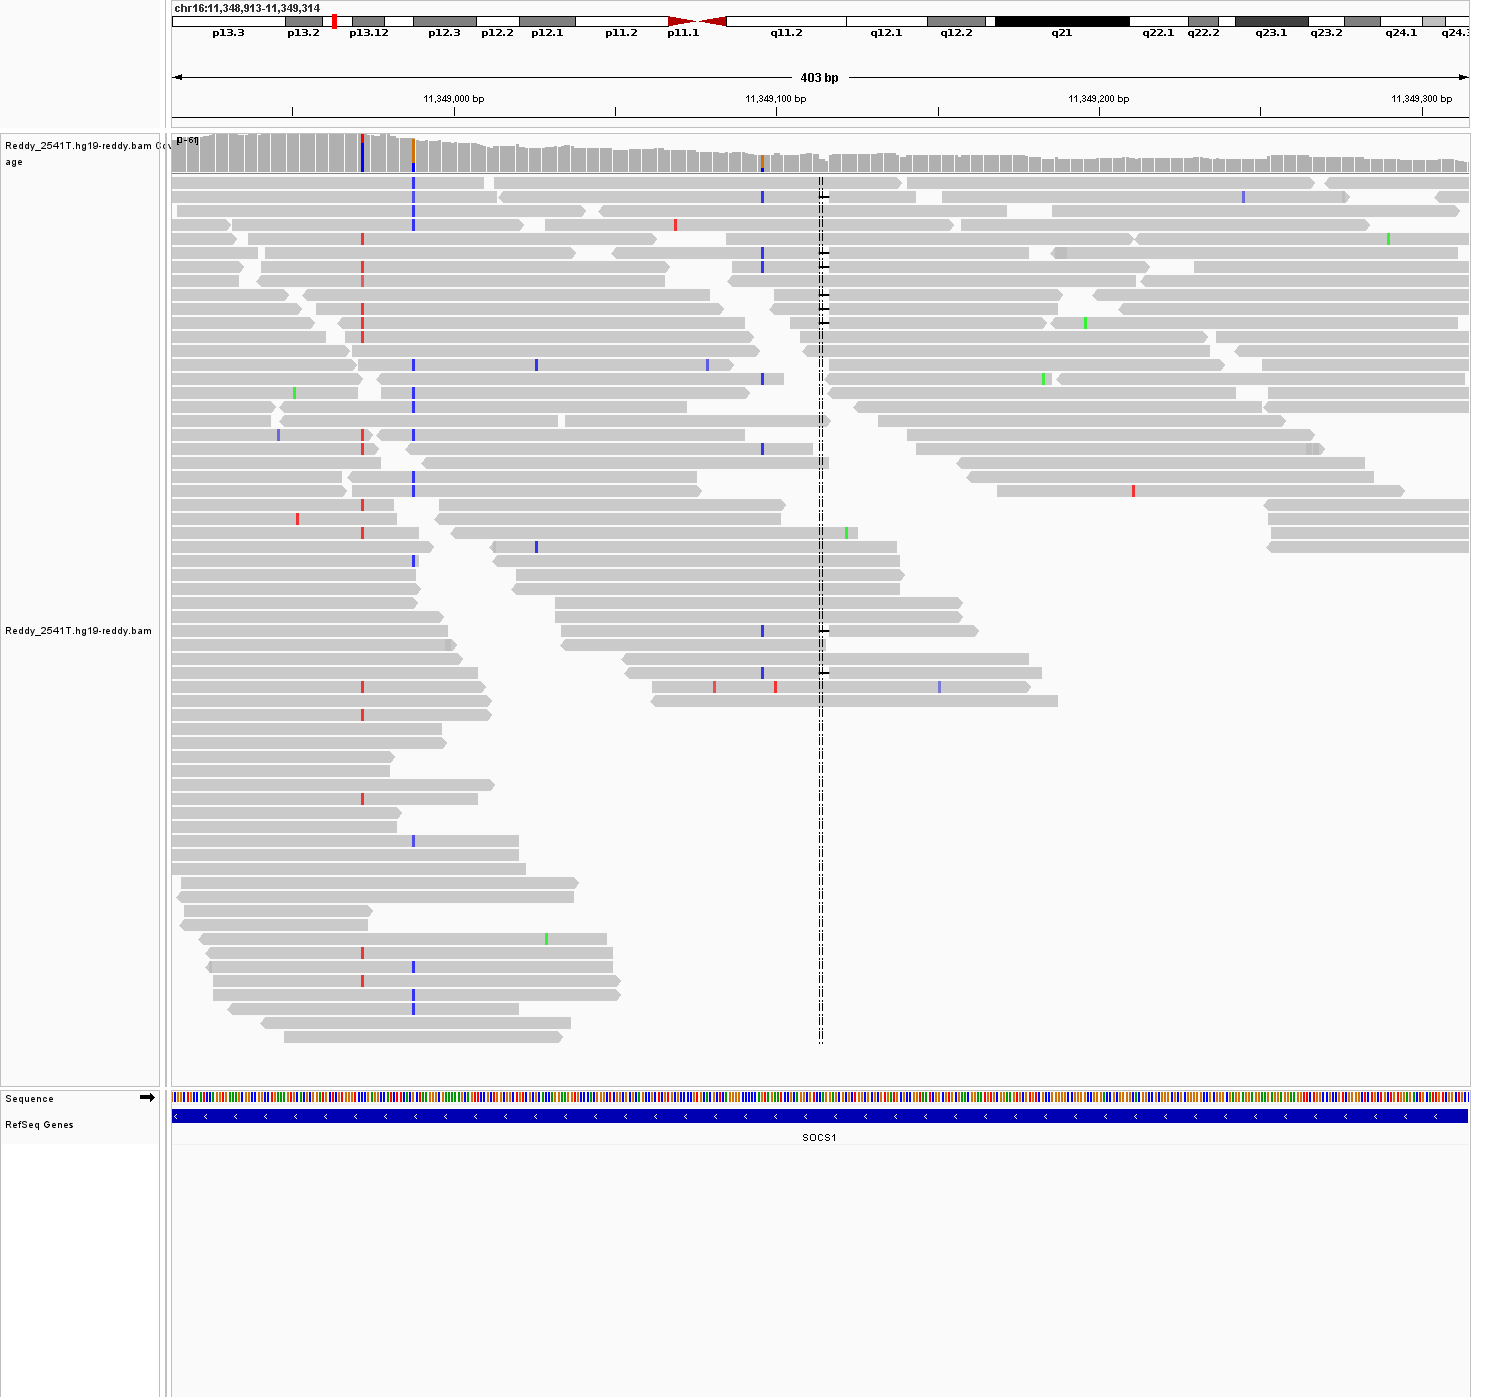 chr16:11,348,913-11,349,314
p13.3 p13.2 p13.12 p12.3 p12.2 p12.1 p11.2 p11.1 q11.2 q12.1 q12.2 q21 q22.1 q22.2 q23.1 q23.2 q24.1 q24.3
403 bp
11,349,000 bp 11,349,100 bp 11,349,200 bp 11,349,300 bp
Reddy_2541T.hg19-reddy.bam Cov
age
[0-61]
Reddy_2541T.hg19-reddy.bam
Sequence
RefSeq Genes
SOCS1